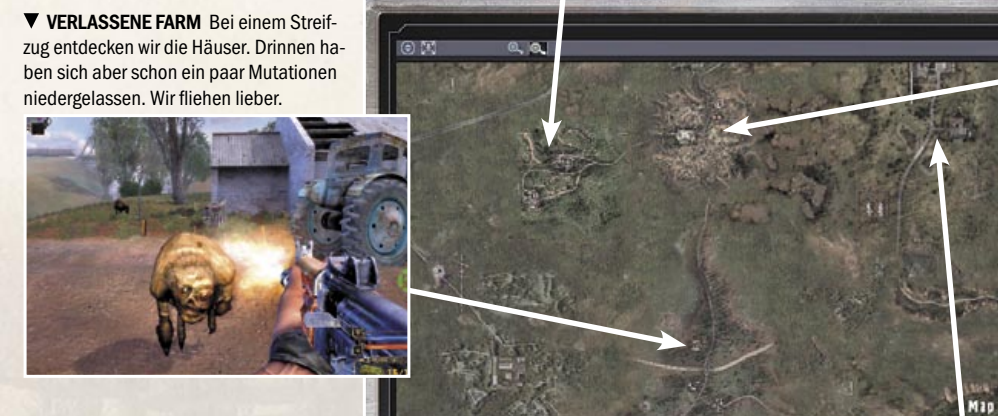 ▼ VERLASSENE FARM Bei einem Streif-
zug entdecken wir die Häuser. Drinnen ha-
ben sich aber schon ein paar Mutationen
niedergelassen. Wir fliehen lieber.
Map